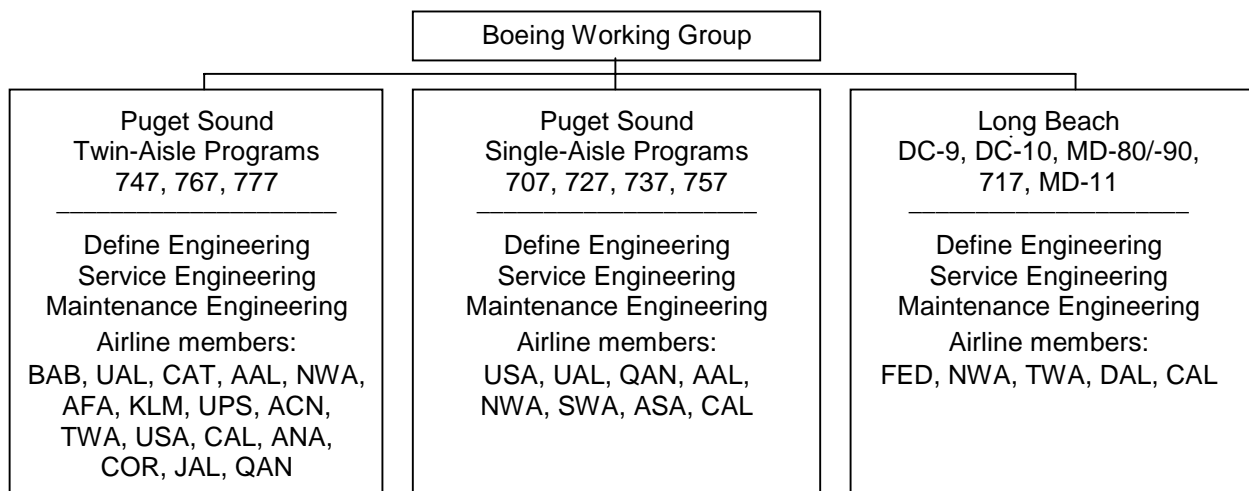 Boeing Working Group
Puget Sound
Twin-Aisle Programs
747, 767, 777
Define Engineering
Service Engineering
Maintenance Engineering
Airline members:
BAB, UAL, CAT, AAL, NWA,
AFA, KLM, UPS, ACN,
TWA, USA, CAL, ANA,
COR, JAL, QAN
Puget Sound
Single-Aisle Programs
707, 727, 737, 757
Define Engineering
Service Engineering
Maintenance Engineering
Airline members:
USA, UAL, QAN, AAL,
NWA, SWA, ASA, CAL
Long Beach
DC-9, DC-10, MD-80/-90,
717, MD-11
Define Engineering
Service Engineering
Maintenance Engineering
Airline members:
FED, NWA, TWA, DAL, CAL